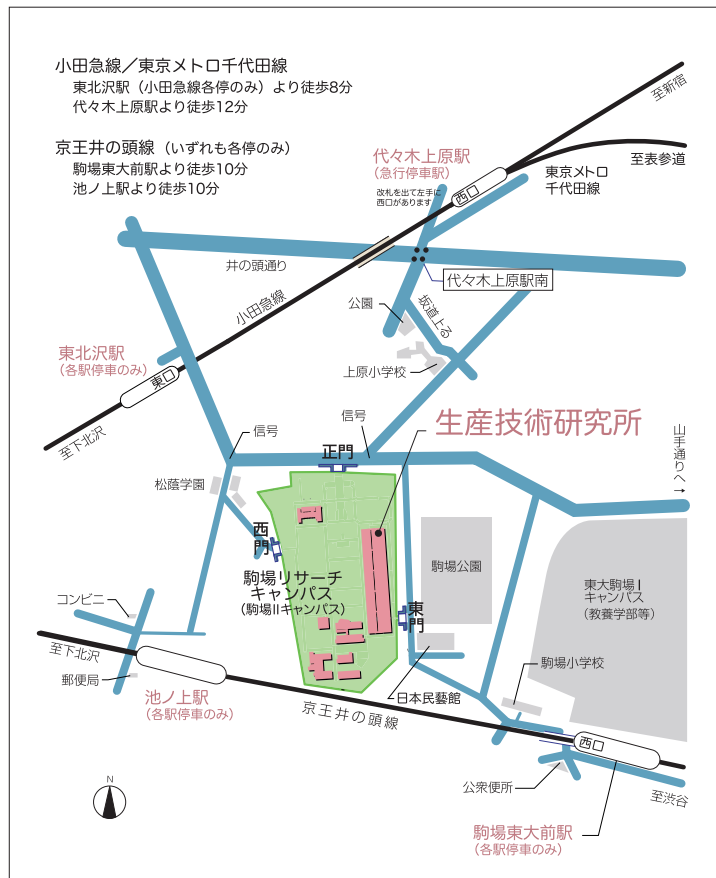 小田急線／東京メトロ千代田線
東北沢駅（小田急線各停のみ）より徒歩8分
代々木上原駅より徒歩12分
京王井の頭線（いずれも各停のみ）
駒場東大前駅より徒歩10分
池ノ上駅より徒歩10分
至新宿
代々木上原駅
（急行停車駅）
改札を出て左手に
西口があります
西口
東京メトロ
千代田線
至表参道
井の頭通り
小田急線
代々木上原駅南
公園
坂道上る
上原小学校
東北沢駅
（各駅停車のみ）
東口
至下北沢
信号
信号
正門
生産技術研究所
山手通りへ→
松蔭学園
西門
駒場リサーチ
キャンパス
（駒場IIキャンパス）
東門
駒場公園
東大駒場I
キャンパス
（教養学部等）
コンビニ
至下北沢
郵便局
池ノ上駅
（各駅停車のみ）
京王井の頭線
日本民藝館
駒場小学校
西口
公衆便所
至渋谷
駒場東大前駅
（各駅停車のみ）
N